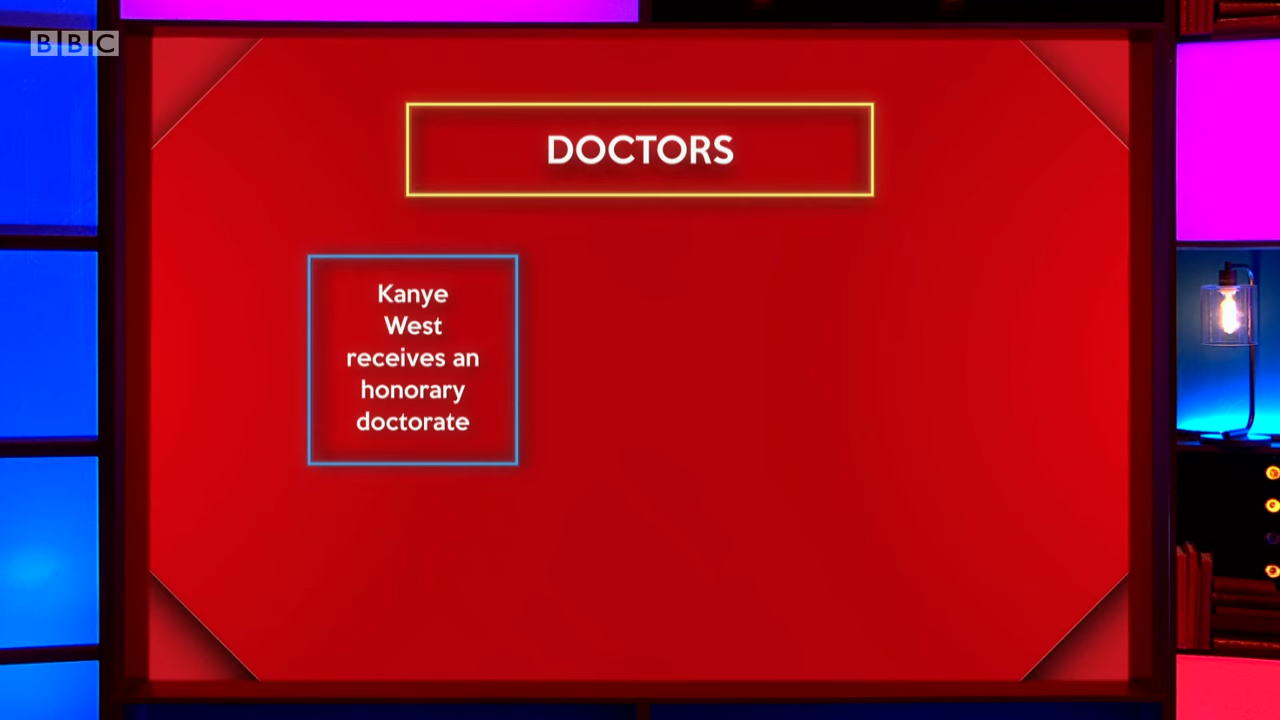 BBC
DOCTORS
Kanye
West
receives an
honorary
doctorate